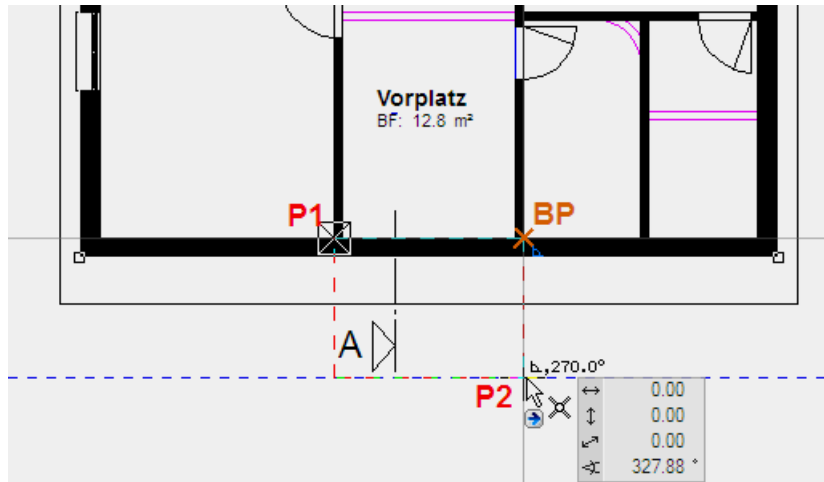 Vorplatz
BF: 12.8 m²
P1
BP
A
,270.0°
P2
0.00
0.00
0.00
327.88 °